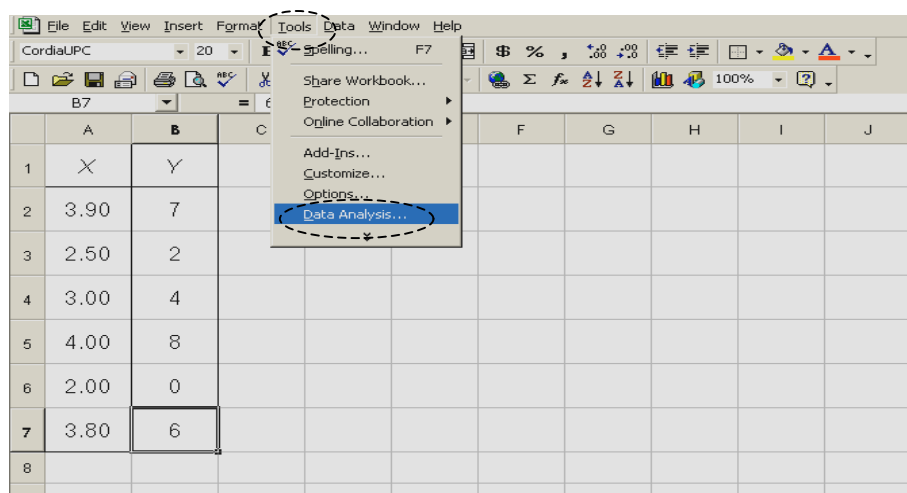 File Edit View Insert Format Tools Data Window Help
CordiaUPC 20 $ % ,
100%
B7 =
A B C F G H I J
Spelling... F7
Share Workbook...
Protection
Online Collaboration
Add-Ins...
Customize...
Options...
Data Analysis...
1 X Y
2 3.90 7
3 2.50 2
4 3.00 4
5 4.00 8
6 2.00 0
7 3.80 6
8